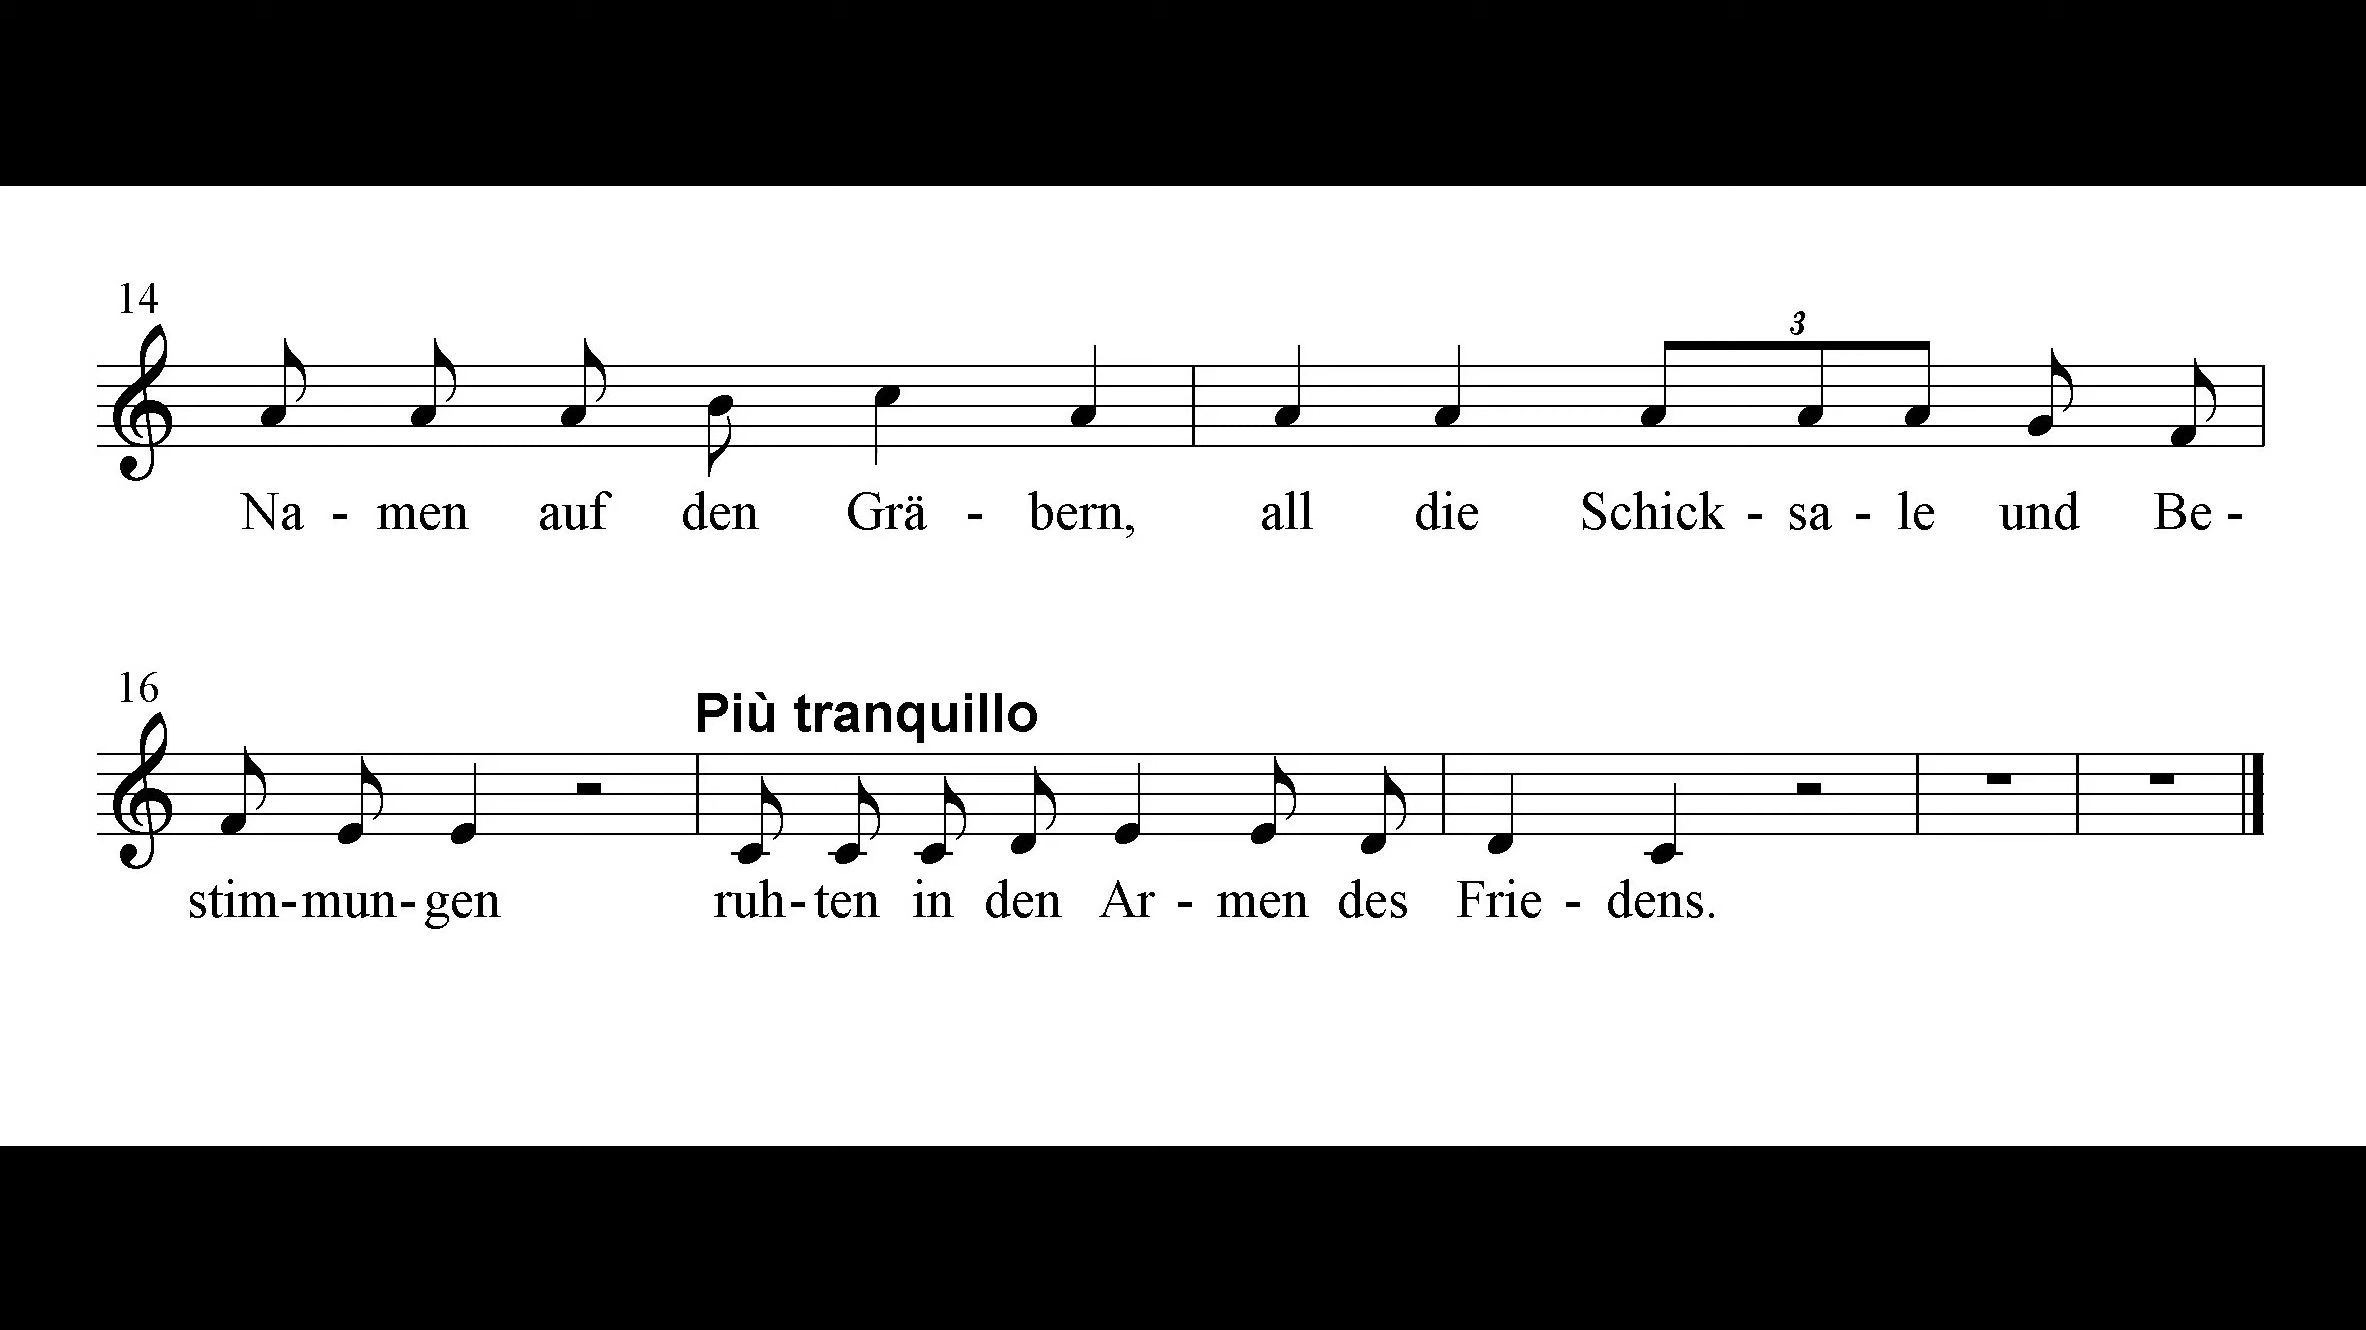 14
3
Na - men auf den Grä - bern, all die Schick - sa - le und Be -
16
Più tranquillo
stim - mun - gen ruh - ten in den Ar - men des Frie - dens.